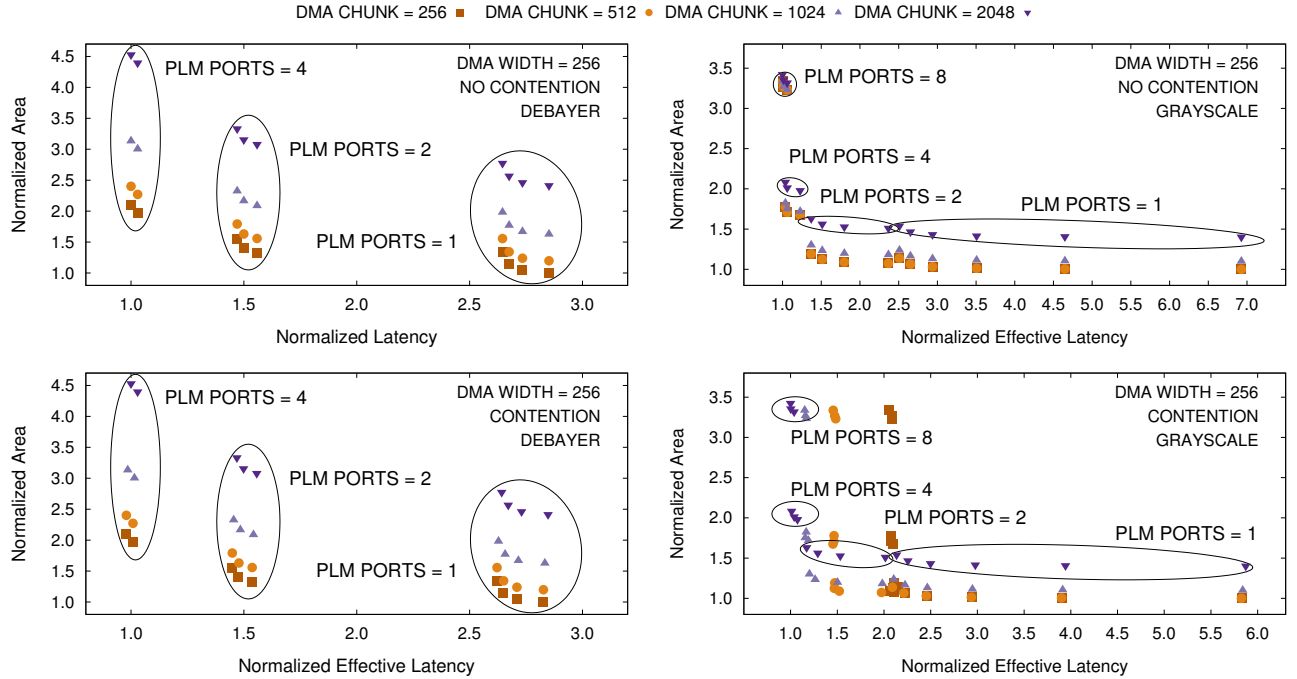 DMA CHUNK = 256 DMA CHUNK = 512 DMA CHUNK = 1024 DMA CHUNK = 2048
Normalized Area
4.5
4.0
3.5
3.0
2.5
2.0
1.5
1.0
PLM PORTS = 4
PLM PORTS = 2
PLM PORTS = 1
DMA WIDTH = 256
NO CONTENTION
DEBAYER
1.0 1.5 2.0 2.5 3.0
Normalized Latency
Normalized Area
3.5
3.0
2.5
2.0
1.5
1.0
PLM PORTS = 8
PLM PORTS = 4
PLM PORTS = 2
PLM PORTS = 1
DMA WIDTH = 256
NO CONTENTION
GRAYSCALE
1.0 1.5 2.0 2.5 3.0 3.5 4.0 4.5 5.0 5.5 6.0 6.5 7.0
Normalized Effective Latency
Normalized Area
4.5
4.0
3.5
3.0
2.5
2.0
1.5
1.0
PLM PORTS = 4
PLM PORTS = 2
PLM PORTS = 1
DMA WIDTH = 256
CONTENTION
DEBAYER
1.0 1.5 2.0 2.5 3.0
Normalized Effective Latency
Normalized Area
3.5
3.0
2.5
2.0
1.5
1.0
PLM PORTS = 8
PLM PORTS = 4
PLM PORTS = 2
PLM PORTS = 1
DMA WIDTH = 256
CONTENTION
GRAYSCALE
1.0 1.5 2.0 2.5 3.0 3.5 4.0 4.5 5.0 5.5 6.0
Normalized Effective Latency